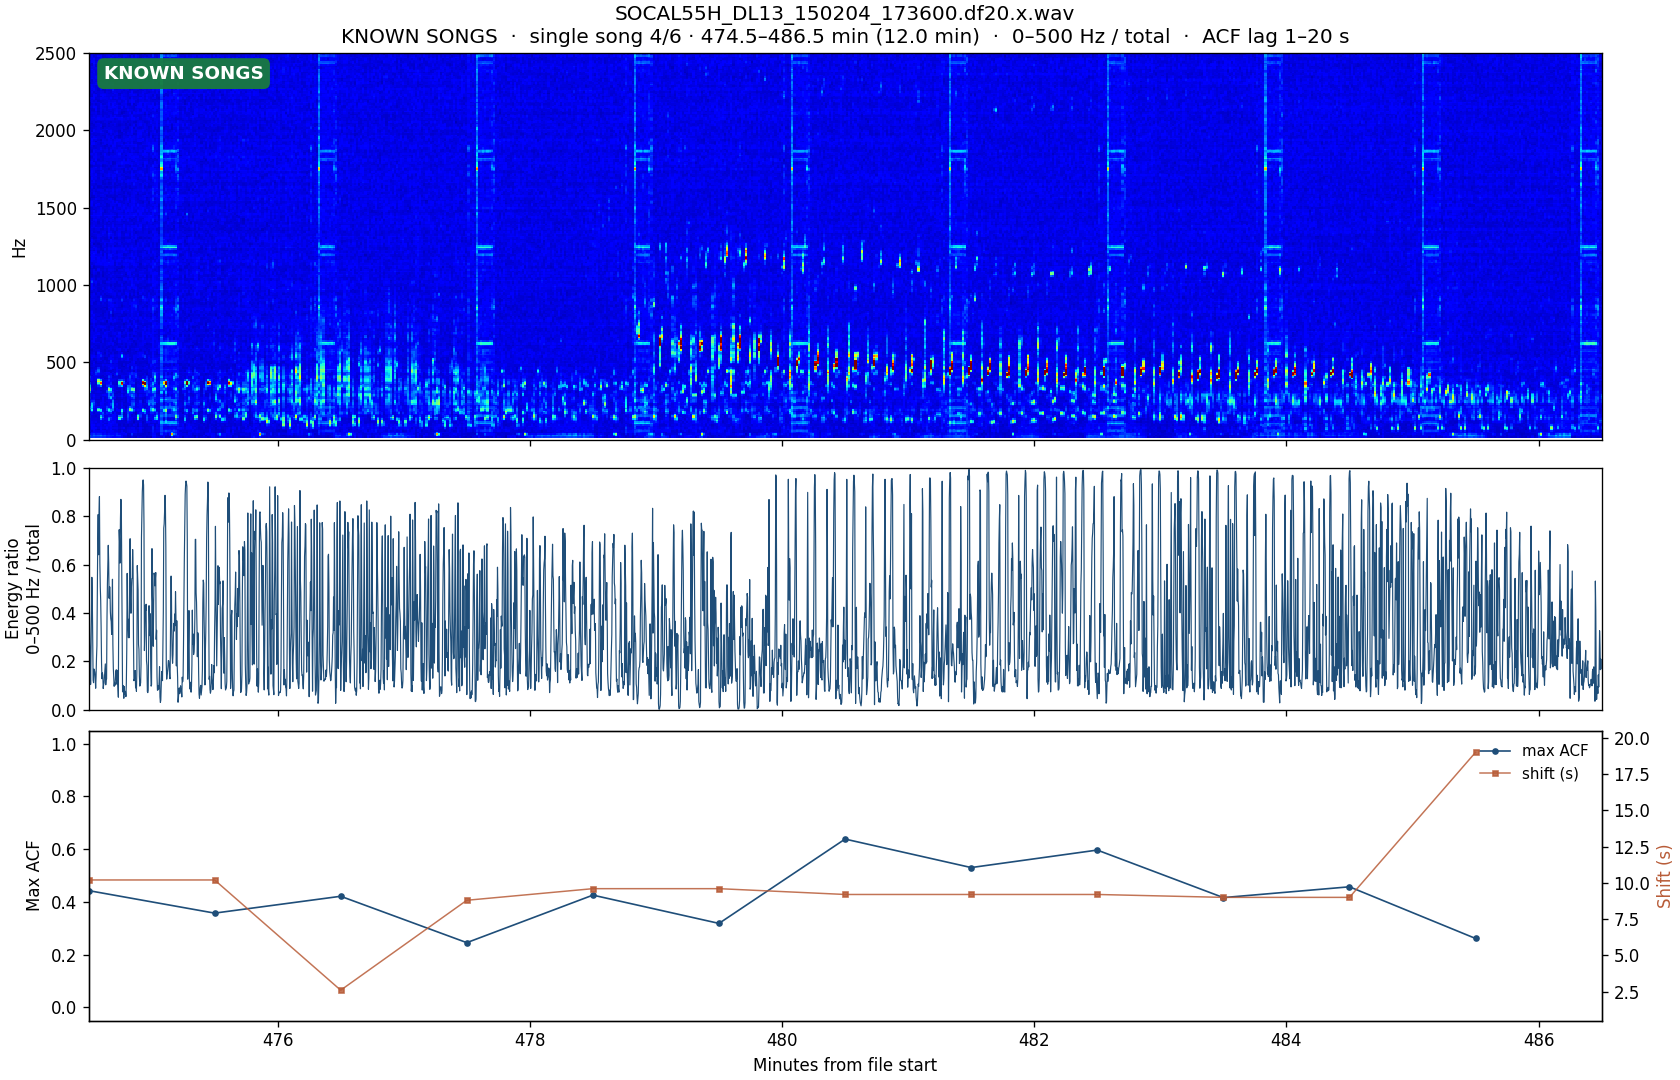 SOCAL55H_DL13_150204_173600.df20.x.wav
KNOWN SONGS · single song 4/6 · 474.5–486.5 min (12.0 min) · 0–500 Hz / total · ACF lag 1–20 s
KNOWN SONGS
2500
2000
1500
1000
500
0
Hz
1.0
0.8
0.6
0.4
0.2
0.0
Energy ratio
0–500 Hz / total
max ACF
shift (s)
1.0
0.8
0.6
0.4
0.2
0.0
Max ACF
20.0
17.5
15.0
12.5
10.0
7.5
5.0
2.5
Shift (s)
476
478
480
482
484
486
Minutes from file start